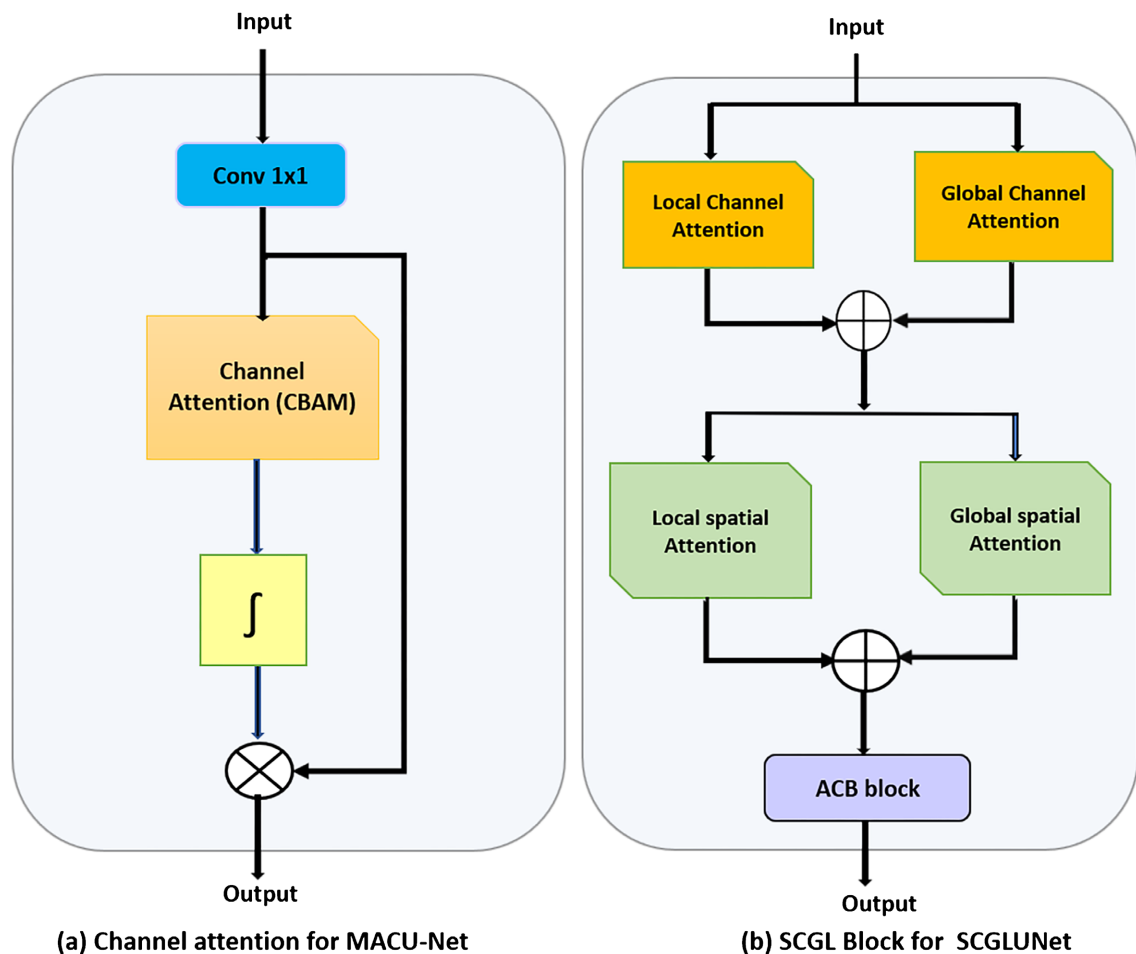 Input
Conv 1x1
Channel
Attention (CBAM)
∫
Output
(a) Channel attention for MACU-Net
Input
Local Channel
Attention
Global Channel
Attention
Local spatial
Attention
Global spatial
Attention
ACB block
Output
(b) SCGL Block for SCGLUNet